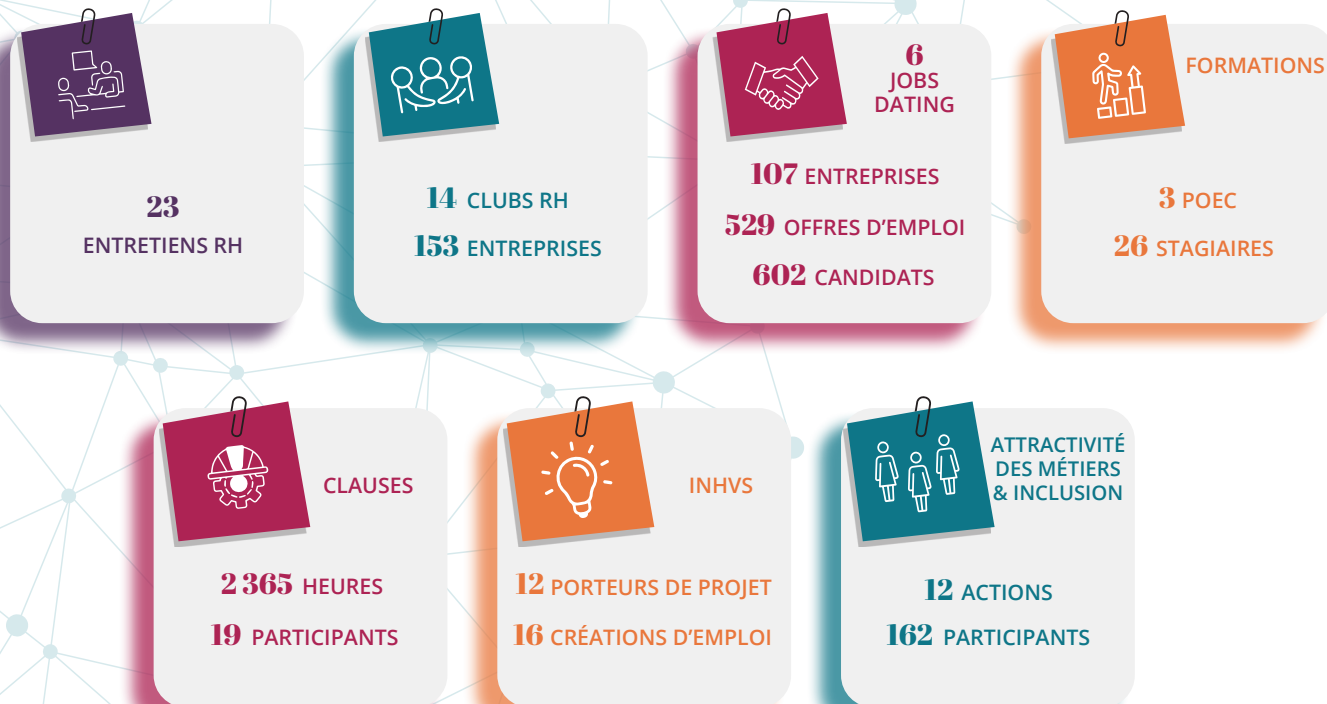 23
ENTRETIENS RH
14 CLUBS RH
153 ENTREPRISES
6
JOBS
DATING
107 ENTREPRISES
529 OFFRES D'EMPLOI
602 CANDIDATS
FORMATIONS
3 POEC
26 STAGIAIRES
CLAUSES
2 365 HEURES
19 PARTICIPANTS
INHVS
12 PORTEURS DE PROJET
16 CRÉATIONS D'EMPLOI
ATTRACTIVITÉ
DES MÉTIERS
& INCLUSION
12 ACTIONS
162 PARTICIPANTS